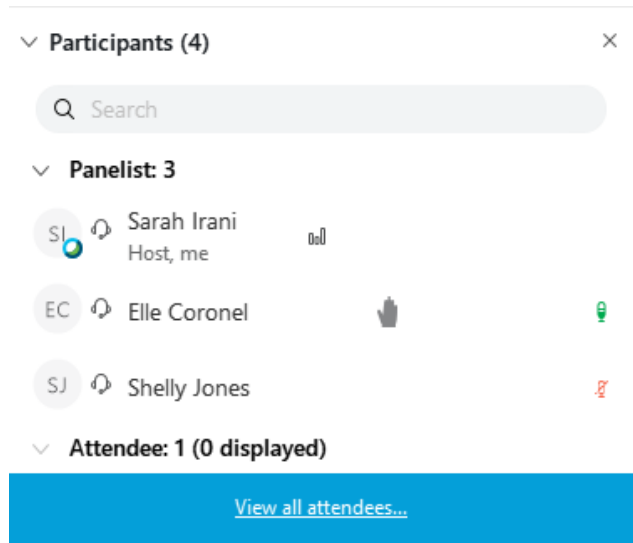 Participants (4)
Search
Panelist: 3
SI
Sarah Irani
Host, me
EC
Elle Coronel
SJ
Shelly Jones
Attendee: 1 (0 displayed)
View all attendees...